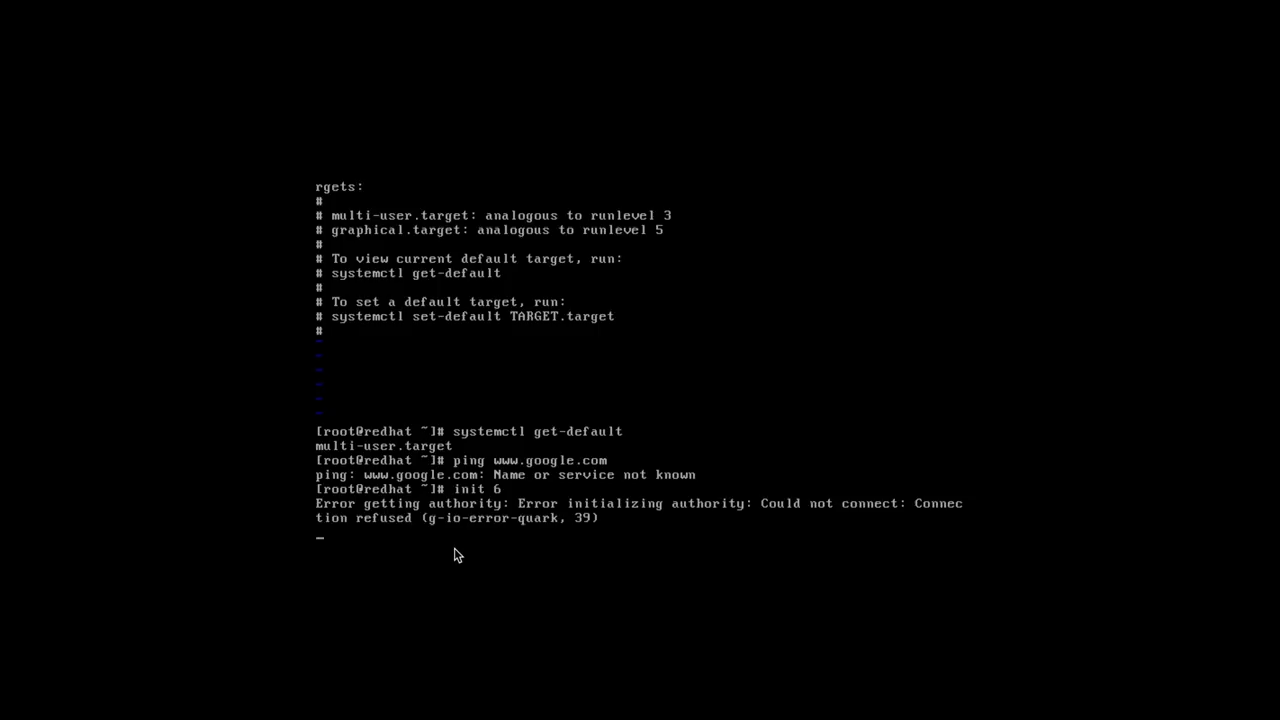 rgets:
#
# multi-user.target: analogous to runlevel 3
# graphical.target: analogous to runlevel 5
#
# To view current default target, run:
# systemctl get-default
#
# To set a default target, run:
# systemctl set-default TARGET.target
#
~
~
~
~
~
~
[root@redhat ~]# systemctl get-default
multi-user.target
[root@redhat ~]# ping www.google.com
ping: www.google.com: Name or service not known
[root@redhat ~]# init 6
Error getting authority: Error initializing authority: Could not connect: Connec
tion refused (g-io-error-quark, 39)